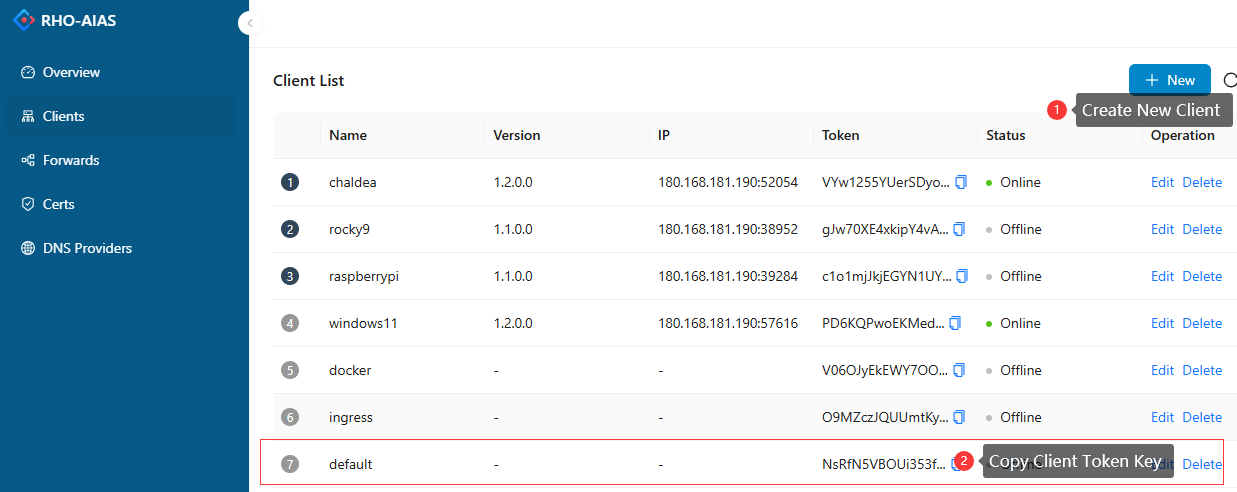 RHO-AIAS
Overview
Clients
Forwards
Certs
DNS Providers
Client List
New
1 Create New Client
Name Version IP Token Status Operation
1 chaldea 1.2.0.0 180.168.181.190:52054 VYw1255YUerSDyo... Online Edit Delete
2 rocky9 1.1.0.0 180.168.181.190:38952 gJw70XE4xkipY4vA... Offline Edit Delete
3 raspberrypi 1.1.0.0 180.168.181.190:39284 c1o1mjJkjEGYN1UY... Offline Edit Delete
4 windows11 1.2.0.0 180.168.181.190:57616 PD6KQPwoEKMed... Online Edit Delete
5 docker - - V06OJyEkEWY7OO... Offline Edit Delete
6 ingress - - O9MZczJQUUmtKy... Offline Edit Delete
7 default - - NsRfN5VBOUi353f... 2 Copy Client Token Key Delete